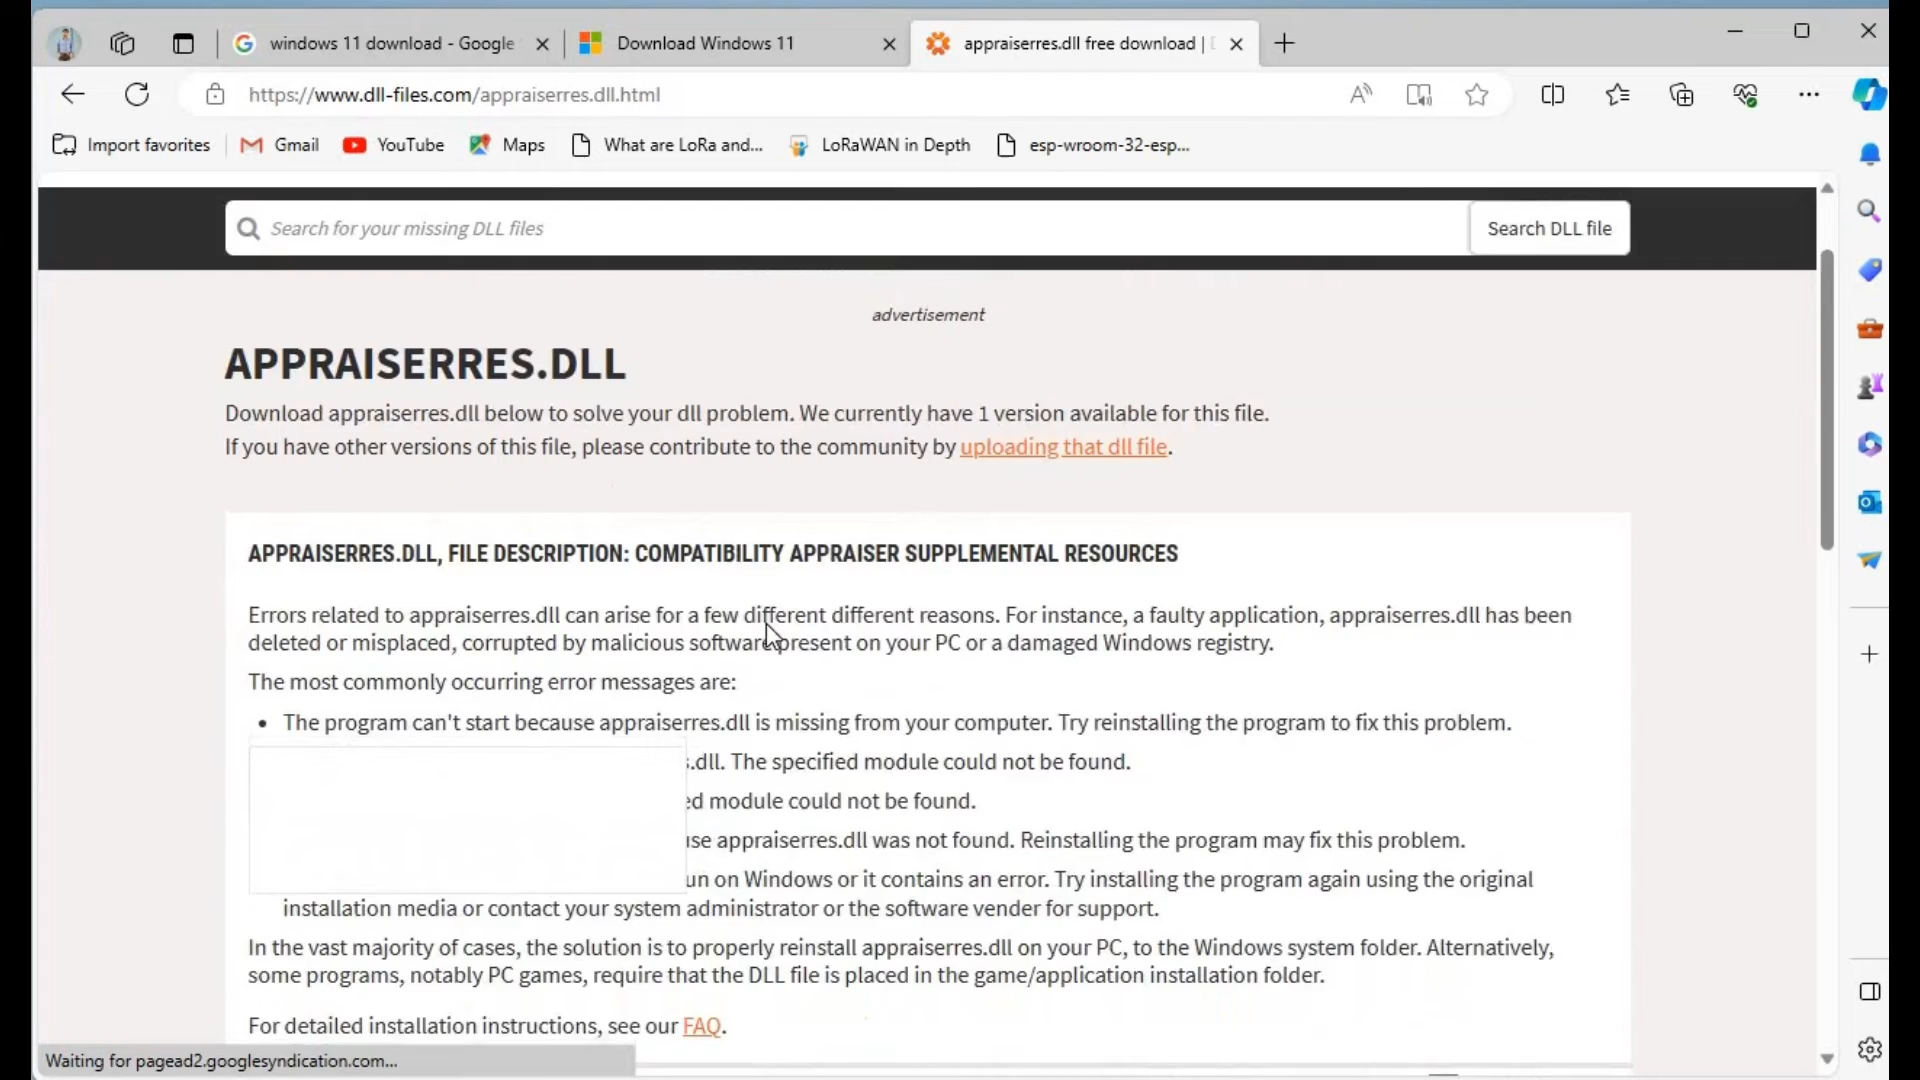 windows 11 download - Google
Download Windows 11
appraiserres.dll free download |
https://www.dll-files.com/appraiserres.dll.html
Import favorites
Gmail
YouTube
Maps
What are LoRa and...
LoRaWAN in Depth
esp-wroom-32-esp...
Search for your missing DLL files
Search DLL file
advertisement
APPRAISERRES.DLL
Download appraiserres.dll below to solve your dll problem. We currently have 1 version available for this file.
If you have other versions of this file, please contribute to the community by uploading that dll file.
APPRAISERRES.DLL, FILE DESCRIPTION: COMPATIBILITY APPRAISER SUPPLEMENTAL RESOURCES
Errors related to appraiserres.dll can arise for a few different different reasons. For instance, a faulty application, appraiserres.dll has been
deleted or misplaced, corrupted by malicious software present on your PC or a damaged Windows registry.
The most commonly occurring error messages are:
• The program can't start because appraiserres.dll is missing from your computer. Try reinstalling the program to fix this problem.
.dll. The specified module could not be found.
ed module could not be found.
use appraiserres.dll was not found. Reinstalling the program may fix this problem.
un on Windows or it contains an error. Try installing the program again using the original
installation media or contact your system administrator or the software vender for support.
In the vast majority of cases, the solution is to properly reinstall appraiserres.dll on your PC, to the Windows system folder. Alternatively,
some programs, notably PC games, require that the DLL file is placed in the game/application installation folder.
For detailed installation instructions, see our FAQ.
Waiting for pagead2.googlesyndication.com...